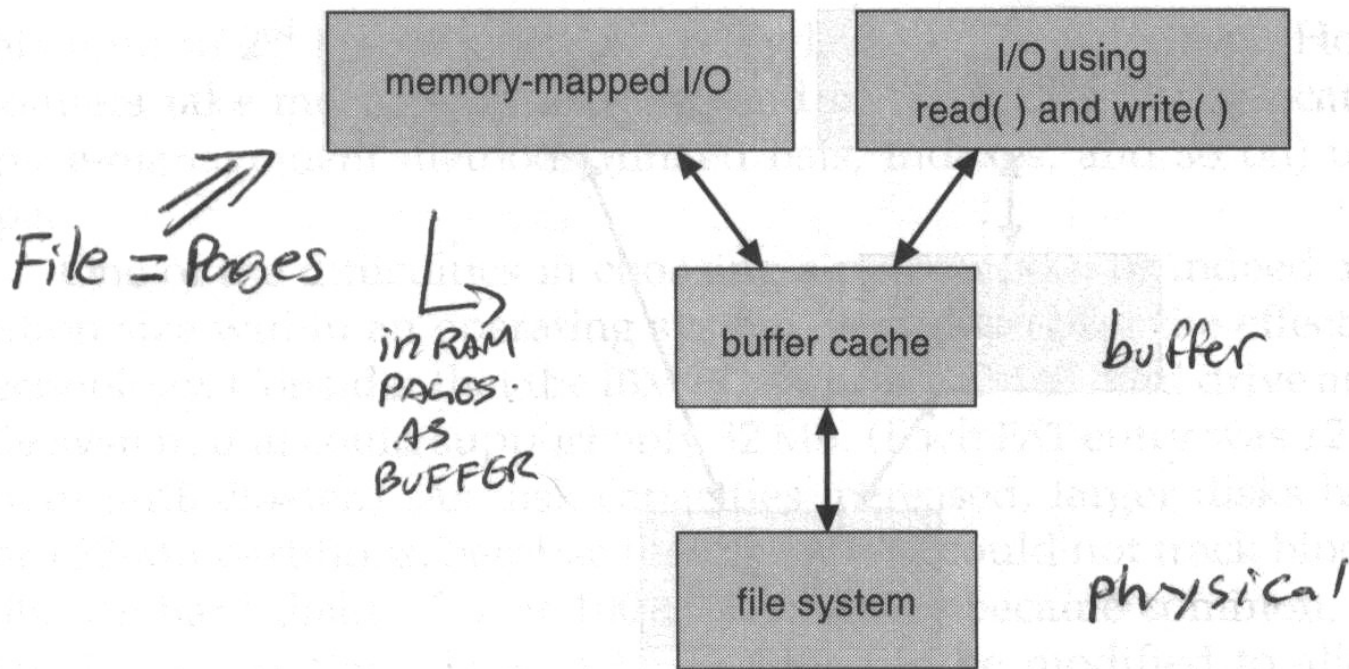 memory-mapped I/O
I/O using
read( ) and write( )
File = Pages
in RAM
PAGES
AS
BUFFER
buffer cache
buffer
file system
physical